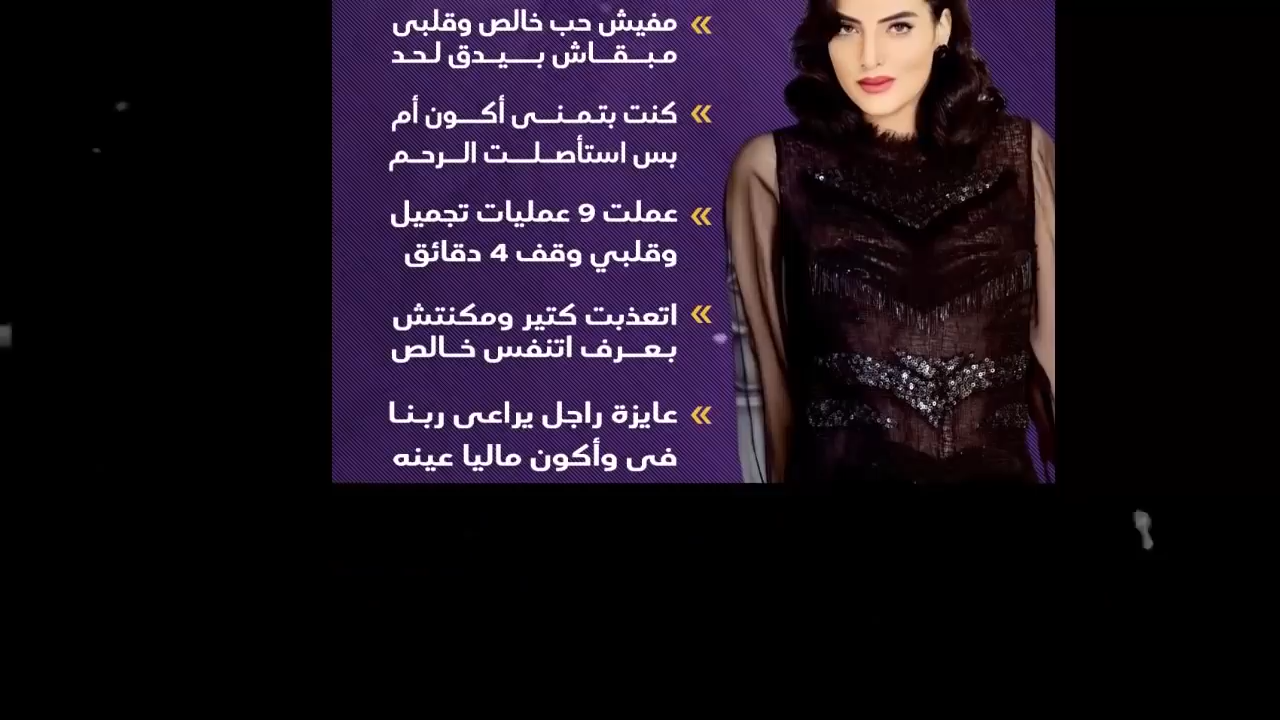 » مفيش حب خالص وقلبى
مبقاش بيدق لحد
» كنت بتمنى أكون أم
بس استأصلت الرحم
» عملت 9 عمليات تجميل
وقلبي وقف 4 دقائق
» اتعذبت كتير ومكنتش
بعرف اتنفس خالص
» عايزة راجل يراعى ربنا
فى وأكون ماليا عينه